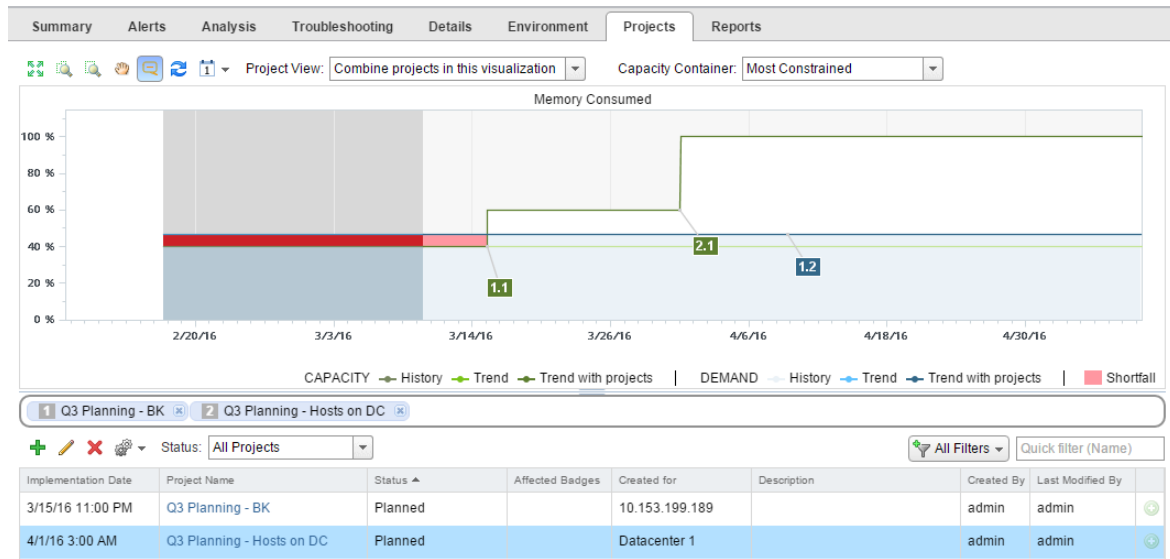 Summary Alerts Analysis Troubleshooting Details Environment Projects Reports
1 Project View: Combine projects in this visualization Capacity Container: Most Constrained
Memory Consumed
100 %
80 %
60 %
40 %
20 %
0 %
2.1
1.2
1.1
2/20/16 3/3/16 3/14/16 3/26/16 4/6/16 4/18/16 4/30/16
CAPACITY History Trend Trend with projects | DEMAND History Trend Trend with projects | Shortfall
1 Q3 Planning - BK 2 Q3 Planning - Hosts on DC
Status: All Projects All Filters Quick filter (Name)
Implementation Date Project Name Status Affected Badges Created for Description Created By Last Modified By
3/15/16 11:00 PM Q3 Planning - BK Planned 10.153.199.189 admin admin
4/1/16 3:00 AM Q3 Planning - Hosts on DC Planned Datacenter 1 admin admin